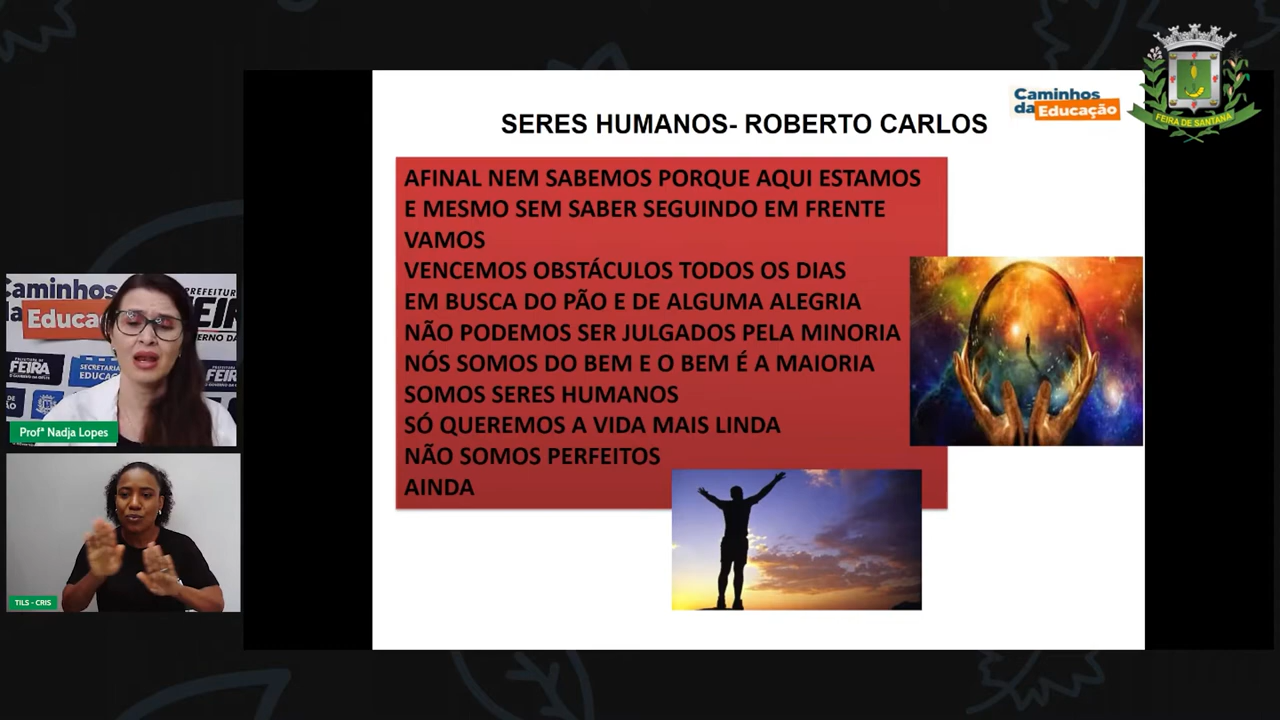 SERES HUMANOS- ROBERTO CARLOS
Caminhos
da Educação
FEIRA DE SANTANA
AFINAL NEM SABEMOS PORQUE AQUI ESTAMOS
E MESMO SEM SABER SEGUINDO EM FRENTE
VAMOS
VENCEMOS OBSTÁCULOS TODOS OS DIAS
EM BUSCA DO PÃO E DE ALGUMA ALEGRIA
NÃO PODEMOS SER JULGADOS PELA MINORIA
NÓS SOMOS DO BEM E O BEM É A MAIORIA
SOMOS SERES HUMANOS
SÓ QUEREMOS A VIDA MAIS LINDA
NÃO SOMOS PERFEITOS
AINDA
Profª Nadja Lopes
TILS - CRIS